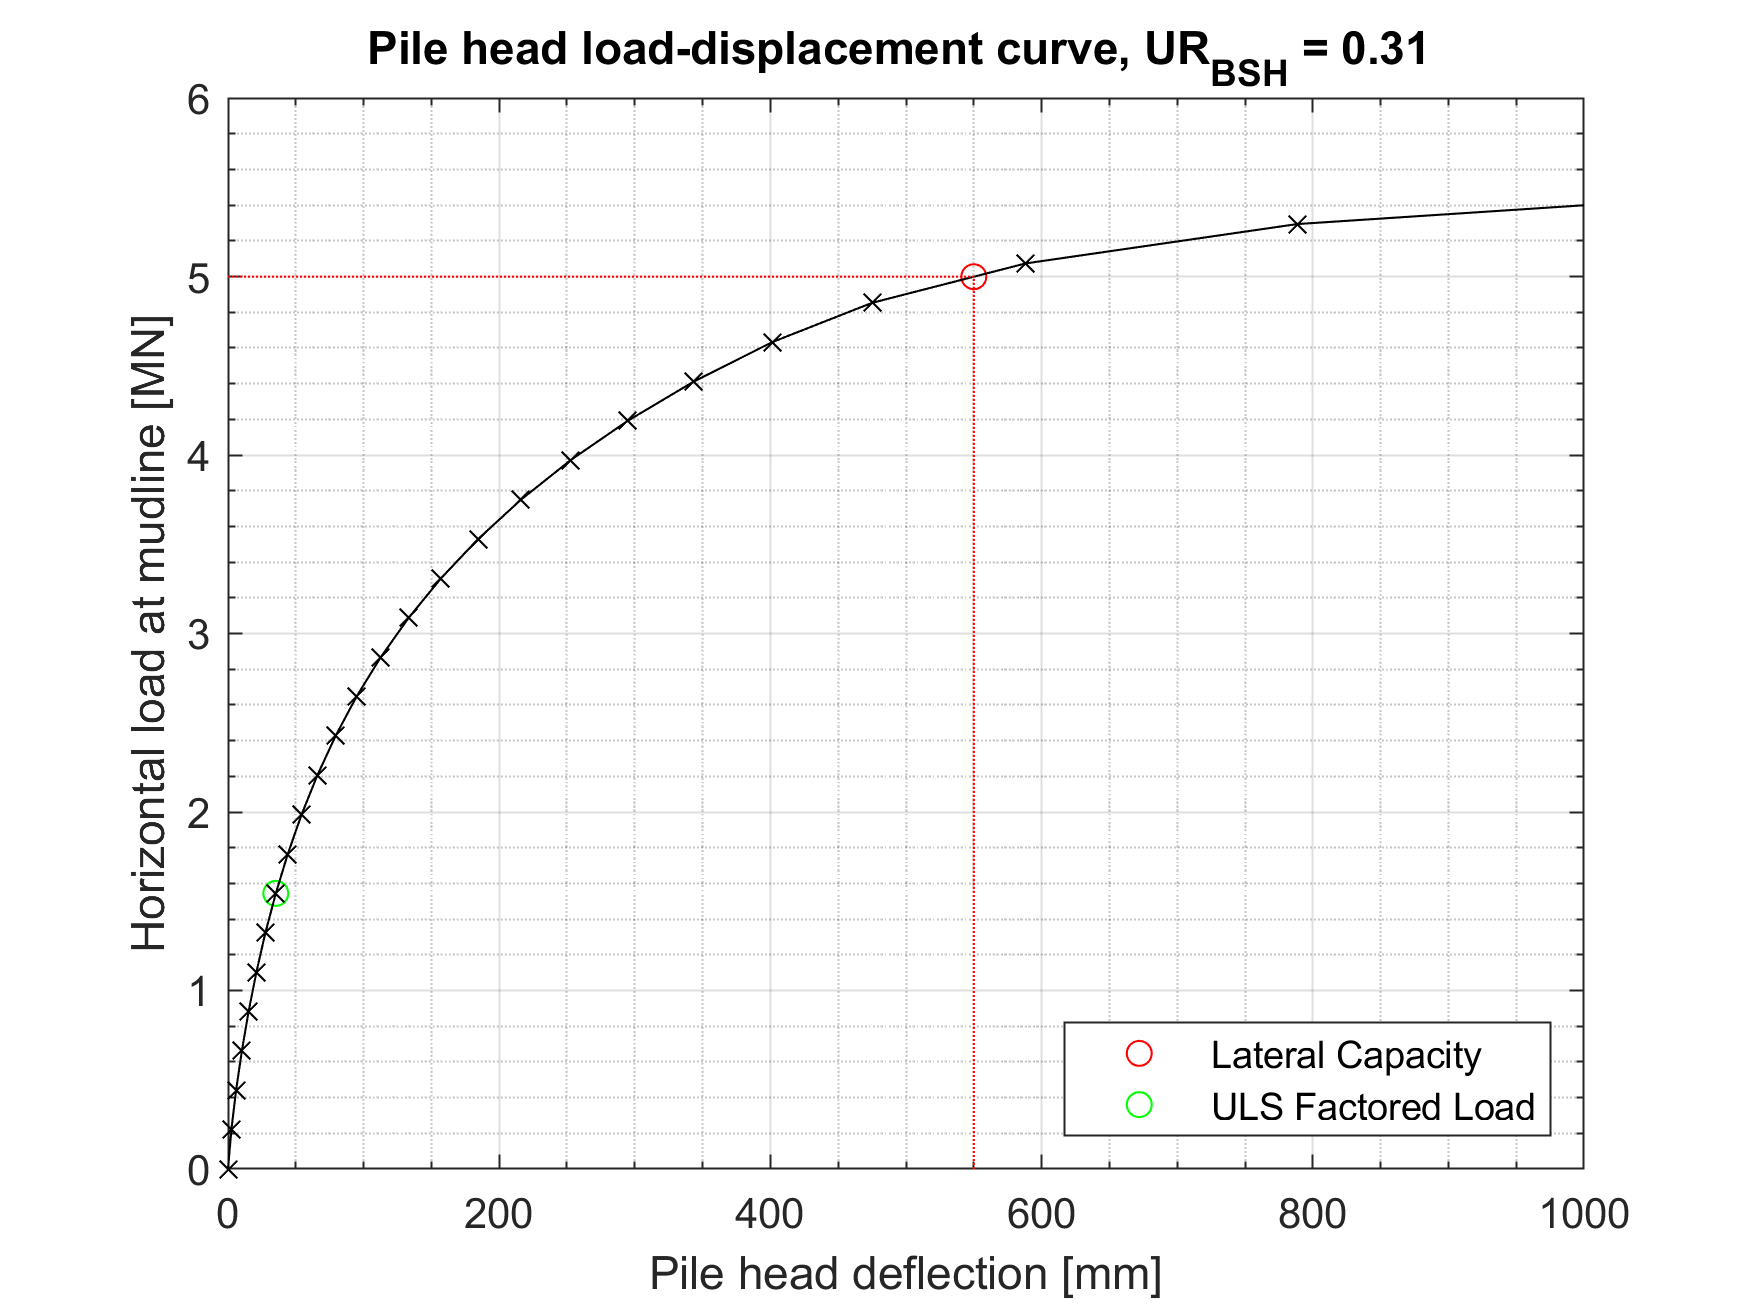 Pile head load-displacement curve, UR_BSH = 0.31
Horizontal load at mudline [MN]
6
5
4
3
2
1
0
0 200 400 600 800 1000
Pile head deflection [mm]
Lateral Capacity
ULS Factored Load